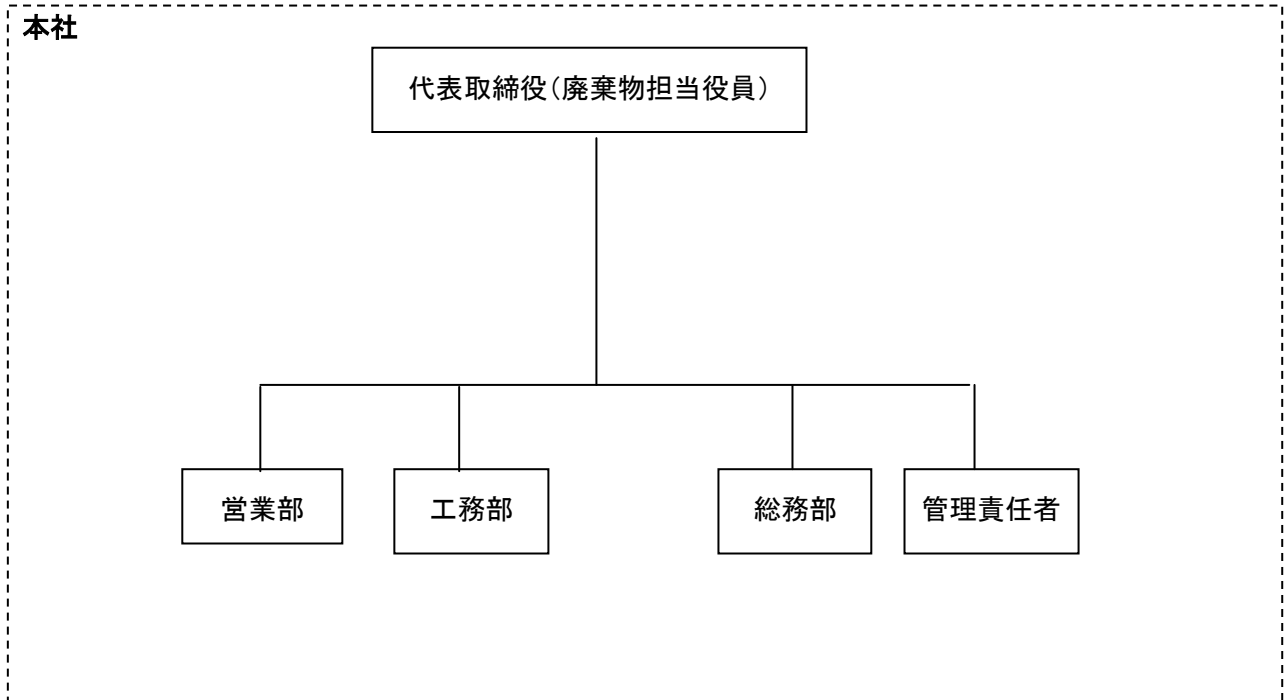 本社
代表取締役(廃棄物担当役員)
営業部
工務部
総務部
管理責任者